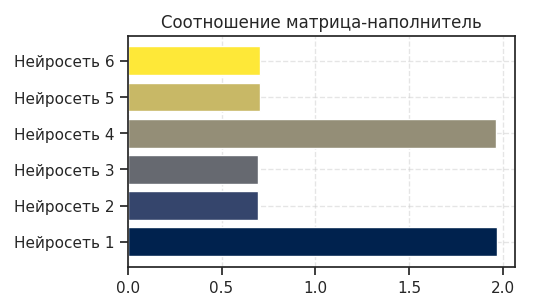 Соотношение матрица-наполнитель
Нейросеть 6
Нейросеть 5
Нейросеть 4
Нейросеть 3
Нейросеть 2
Нейросеть 1
0.0 0.5 1.0 1.5 2.0